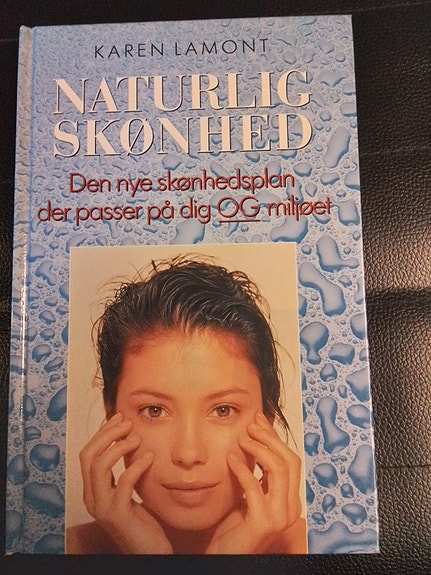 KAREN LAMONT
NATURLIG
SKØNHED
Den nye skønhedsplan
der passer på dig OG miljøet